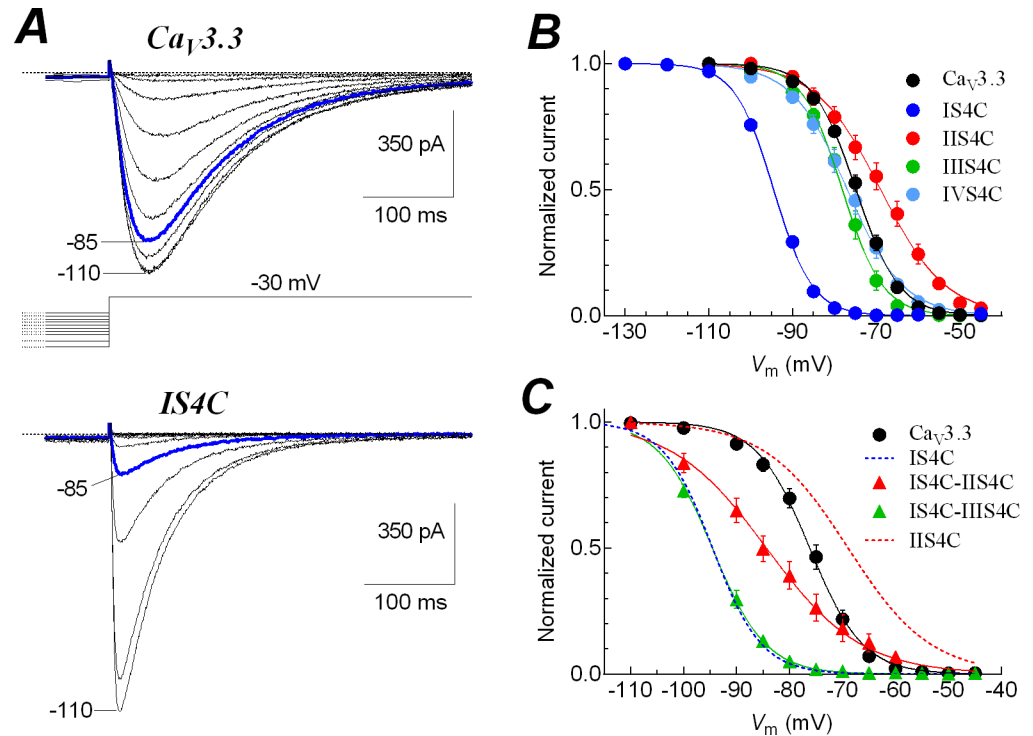 A
CaV3.3
350 pA
100 ms
-85
-110
-30 mV
IS4C
-85
350 pA
100 ms
-110
B
Normalized current
1.0
0.5
0.0
-130
-110
-90
-70
-50
Vm (mV)
CaV3.3
IS4C
IIS4C
IIIS4C
IVS4C
C
Normalized current
1.0
0.5
0.0
-110
-100
-90
-80
-70
-60
-50
-40
Vm (mV)
CaV3.3
IS4C
IS4C-IIS4C
IS4C-IIIS4C
IIS4C